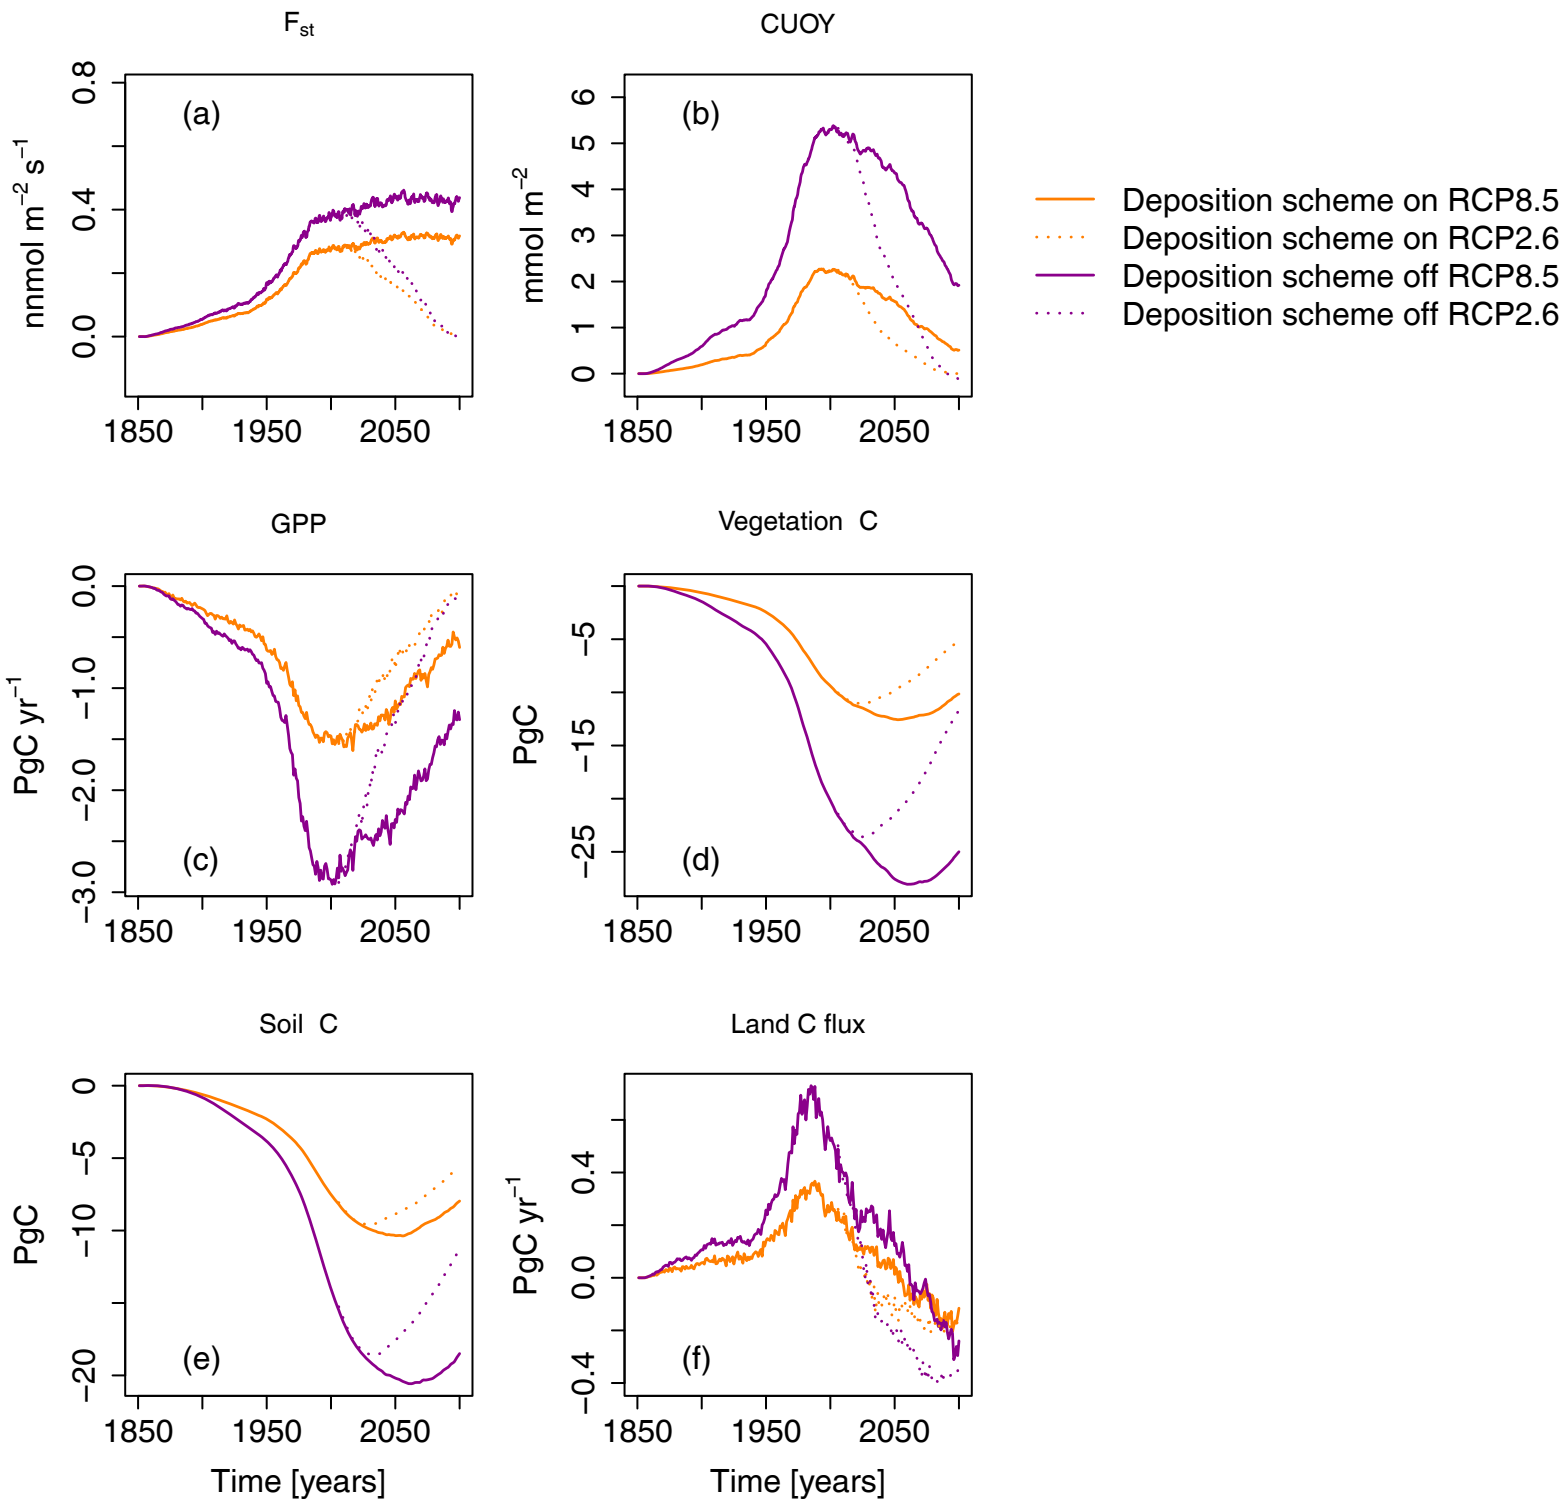 F_st
CUOY
(a)
nnmol m⁻² s⁻¹
0.0
0.4
0.8
1850
1950
2050
(b)
mmol m⁻²
0
1
2
3
4
5
6
1850
1950
2050
Deposition scheme on RCP8.5
Deposition scheme on RCP2.6
Deposition scheme off RCP8.5
Deposition scheme off RCP2.6
GPP
Vegetation C
(c)
PgC yr⁻¹
−3.0
−2.0
−1.0
0.0
1850
1950
2050
(d)
PgC
−25
−15
−5
1850
1950
2050
Soil C
Land C flux
(e)
PgC
−20
−10
−5
0
1850
1950
2050
Time [years]
(f)
PgC yr⁻¹
−0.4
0.0
0.4
1850
1950
2050
Time [years]